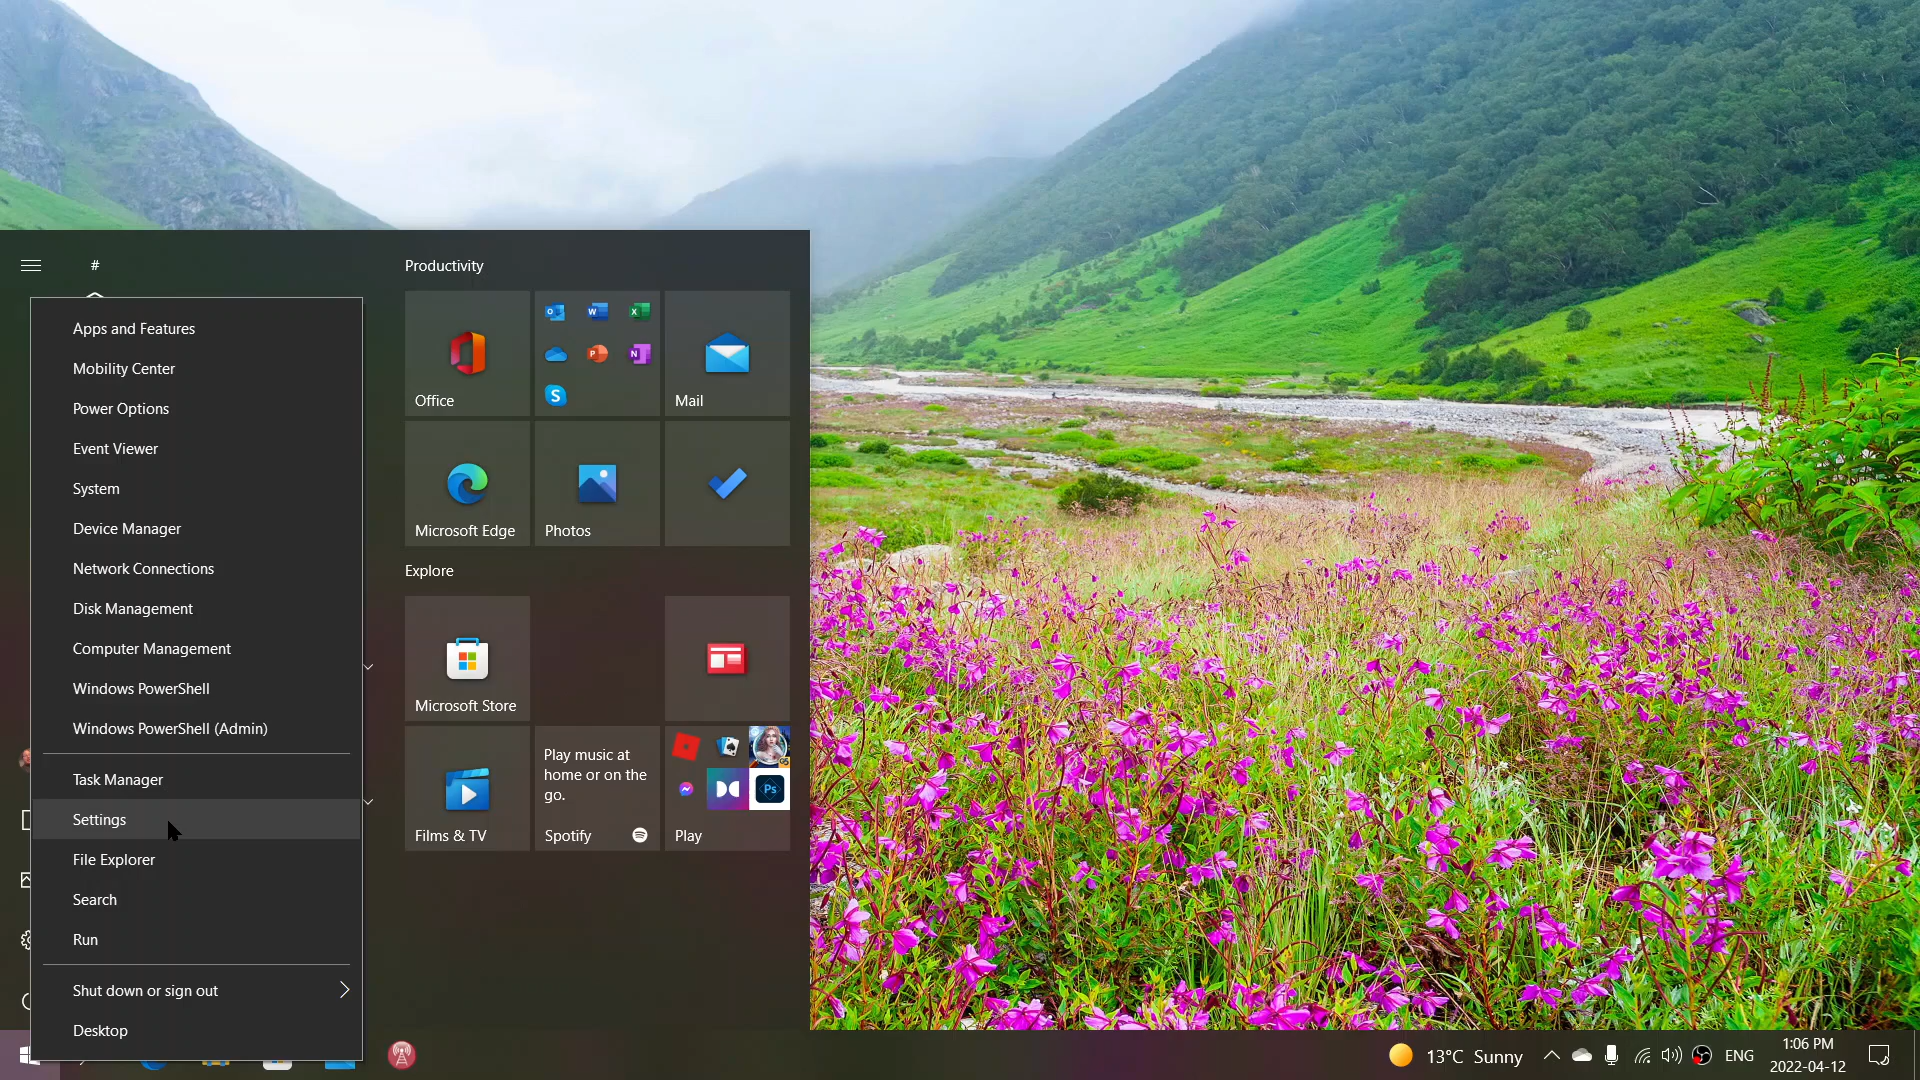 #
Apps and Features
Mobility Center
Power Options
Event Viewer
System
Device Manager
Network Connections
Disk Management
Computer Management
Windows PowerShell
Windows PowerShell (Admin)
Task Manager
Settings
File Explorer
Search
Run
Shut down or sign out
Desktop
Productivity
Office
Mail
Microsoft Edge
Photos
Explore
Microsoft Store
Films & TV
Play music at
home or on the
go.
Spotify
Ps
Play
13°C Sunny
ENG
1:06 PM
2022-04-12